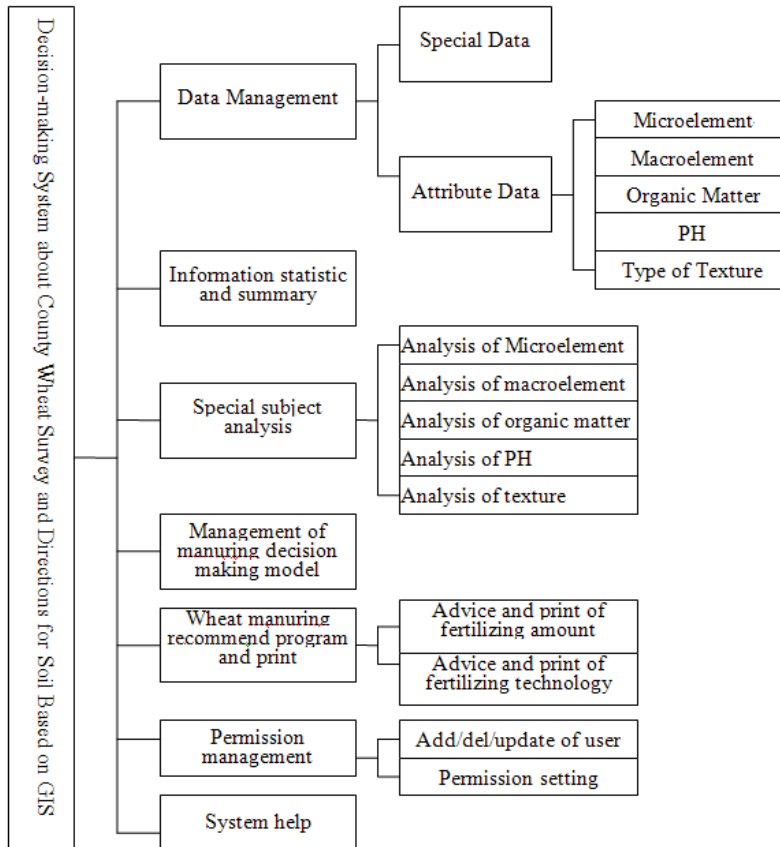 Decision-making System about County Wheat Survey and Directions for Soil Based on GIS
Data Management
Special Data
Attribute Data
Microelement
Macroelement
Organic Matter
PH
Type of Texture
Information statistic
and summary
Special subject
analysis
Analysis of Microelement
Analysis of macroelement
Analysis of organic matter
Analysis of PH
Analysis of texture
Management of
manuring decision
making model
Wheat manuring
recommend program
and print
Advice and print of
fertilizing amount
Advice and print of
fertilizing technology
Permission
management
Add/del/update of user
Permission setting
System help